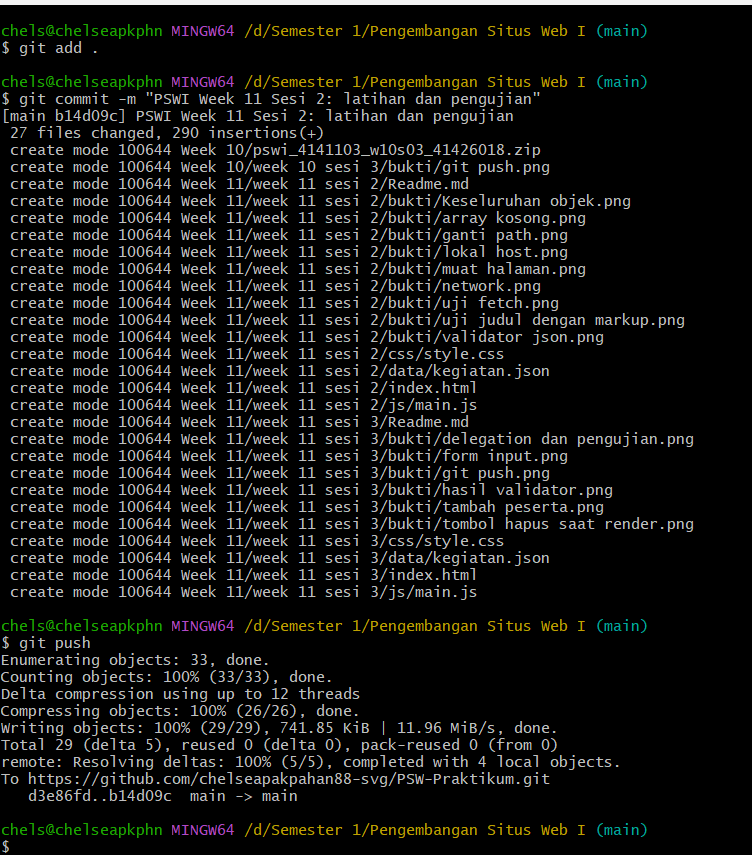 chels@chelseapkphn MINGW64 /d/Semester 1/Pengembangan Situs Web I (main)
$ git add .
chels@chelseapkphn MINGW64 /d/Semester 1/Pengembangan Situs Web I (main)
$ git commit -m "PSWI Week 11 Sesi 2: latihan dan pengujian"
[main b14d09c] PSWI Week 11 Sesi 2: latihan dan pengujian
27 files changed, 290 insertions(+)
create mode 100644 Week 10/pswi_4141103_w10s03_41426018.zip
create mode 100644 Week 10/week 10 sesi 3/bukti/git push.png
create mode 100644 Week 11/week 11 sesi 2/Readme.md
create mode 100644 Week 11/week 11 sesi 2/bukti/Keseluruhan objek.png
create mode 100644 Week 11/week 11 sesi 2/bukti/array kosong.png
create mode 100644 Week 11/week 11 sesi 2/bukti/ganti path.png
create mode 100644 Week 11/week 11 sesi 2/bukti/lokal host.png
create mode 100644 Week 11/week 11 sesi 2/bukti/muat halaman.png
create mode 100644 Week 11/week 11 sesi 2/bukti/network.png
create mode 100644 Week 11/week 11 sesi 2/bukti/uji fetch.png
create mode 100644 Week 11/week 11 sesi 2/bukti/uji judul dengan markup.png
create mode 100644 Week 11/week 11 sesi 2/bukti/validator json.png
create mode 100644 Week 11/week 11 sesi 2/css/style.css
create mode 100644 Week 11/week 11 sesi 2/data/kegiatan.json
create mode 100644 Week 11/week 11 sesi 2/index.html
create mode 100644 Week 11/week 11 sesi 2/js/main.js
create mode 100644 Week 11/week 11 sesi 3/Readme.md
create mode 100644 Week 11/week 11 sesi 3/bukti/delegation dan pengujian.png
create mode 100644 Week 11/week 11 sesi 3/bukti/form input.png
create mode 100644 Week 11/week 11 sesi 3/bukti/git push.png
create mode 100644 Week 11/week 11 sesi 3/bukti/hasil validator.png
create mode 100644 Week 11/week 11 sesi 3/bukti/tambah peserta.png
create mode 100644 Week 11/week 11 sesi 3/bukti/tombol hapus saat render.png
create mode 100644 Week 11/week 11 sesi 3/css/style.css
create mode 100644 Week 11/week 11 sesi 3/data/kegiatan.json
create mode 100644 Week 11/week 11 sesi 3/index.html
create mode 100644 Week 11/week 11 sesi 3/js/main.js
chels@chelseapkphn MINGW64 /d/Semester 1/Pengembangan Situs Web I (main)
$ git push
Enumerating objects: 33, done.
Counting objects: 100% (33/33), done.
Delta compression using up to 12 threads
Compressing objects: 100% (26/26), done.
Writing objects: 100% (29/29), 741.85 KiB | 11.96 MiB/s, done.
Total 29 (delta 5), reused 0 (delta 0), pack-reused 0 (from 0)
remote: Resolving deltas: 100% (5/5), completed with 4 local objects.
To https://github.com/chelseapakpahan88-svg/PSW-Praktikum.git
d3e86fd..b14d09c main -> main
chels@chelseapkphn MINGW64 /d/Semester 1/Pengembangan Situs Web I (main)
$